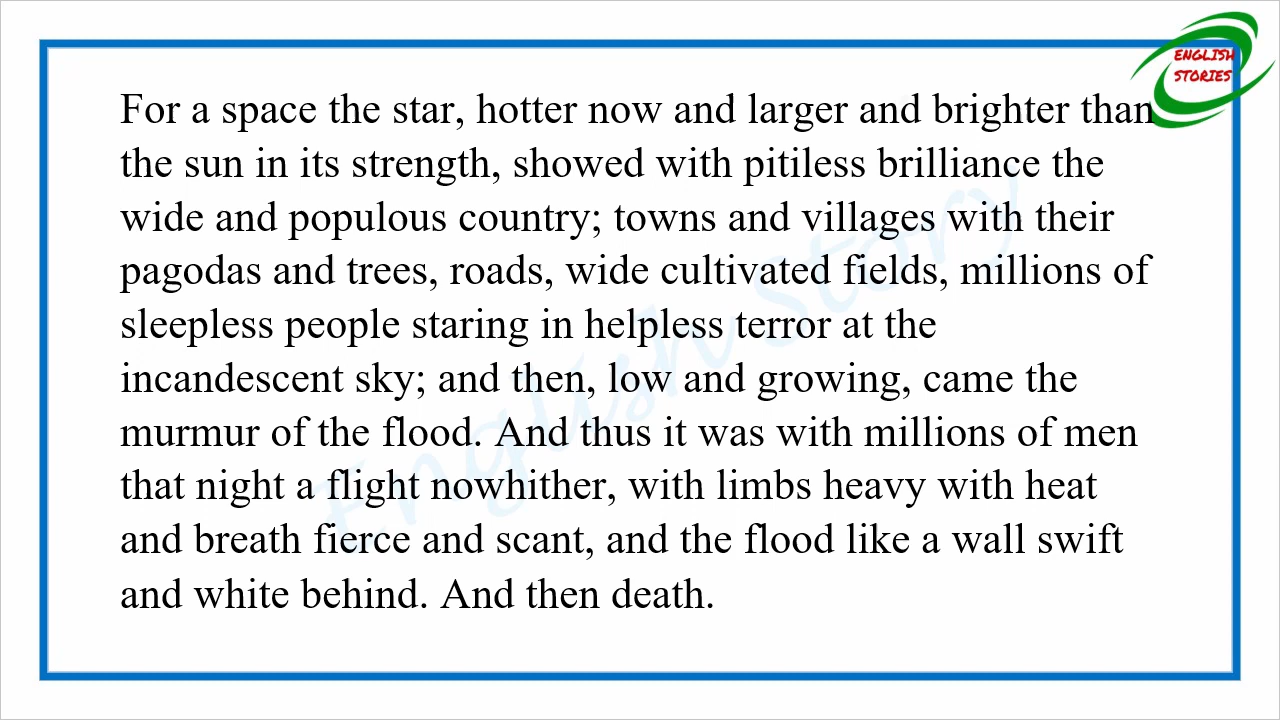 ENGLISH
STORIES
For a space the star, hotter now and larger and brighter than
the sun in its strength, showed with pitiless brilliance the
wide and populous country; towns and villages with their
pagodas and trees, roads, wide cultivated fields, millions of
sleepless people staring in helpless terror at the
incandescent sky; and then, low and growing, came the
murmur of the flood. And thus it was with millions of men
that night a flight nowhither, with limbs heavy with heat
and breath fierce and scant, and the flood like a wall swift
and white behind. And then death.
English Story